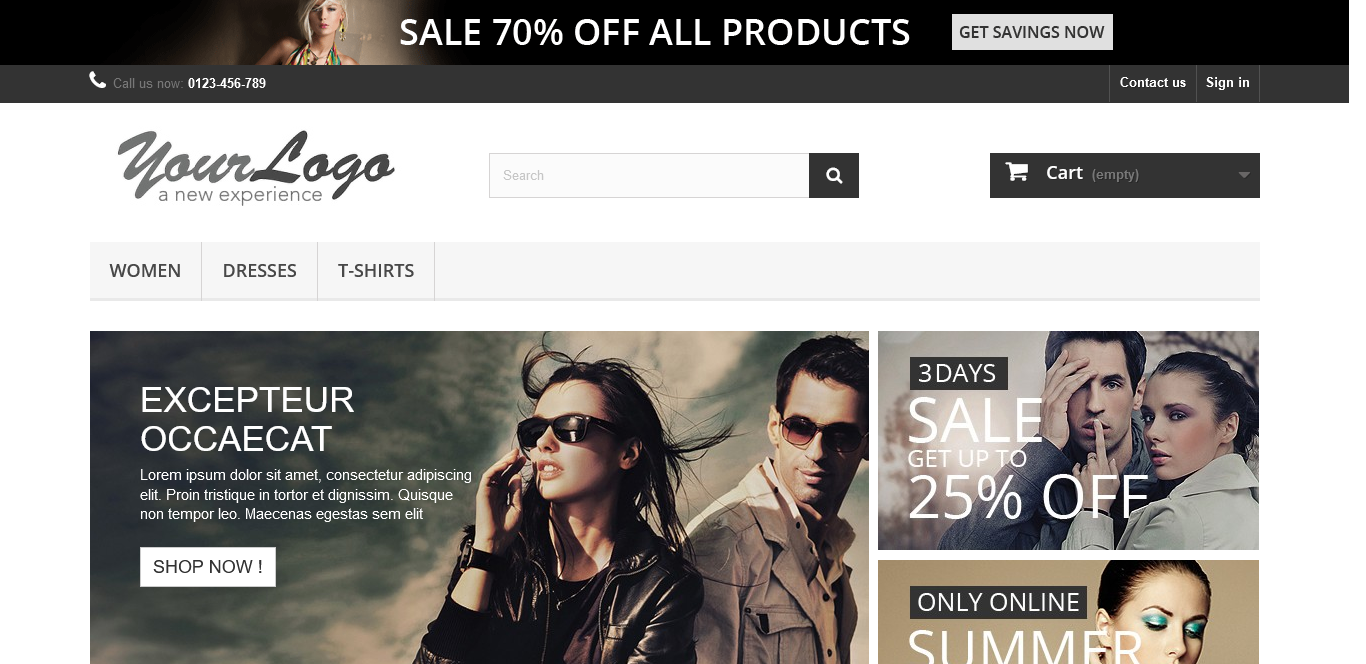 SALE 70% OFF ALL PRODUCTS
GET SAVINGS NOW
Call us now: 0123-456-789
Contact us
Sign in
YourLogo
a new experience
Search
Cart (empty)
WOMEN
DRESSES
T-SHIRTS
EXCEPTEUR
OCCAECAT
Lorem ipsum dolor sit amet, consectetur adipiscing
elit. Proin tristique in tortor et dignissim. Quisque
non tempor leo. Maecenas egestas sem elit
SHOP NOW !
3 DAYS
SALE
GET UP TO
25% OFF
ONLY ONLINE
SUMMER